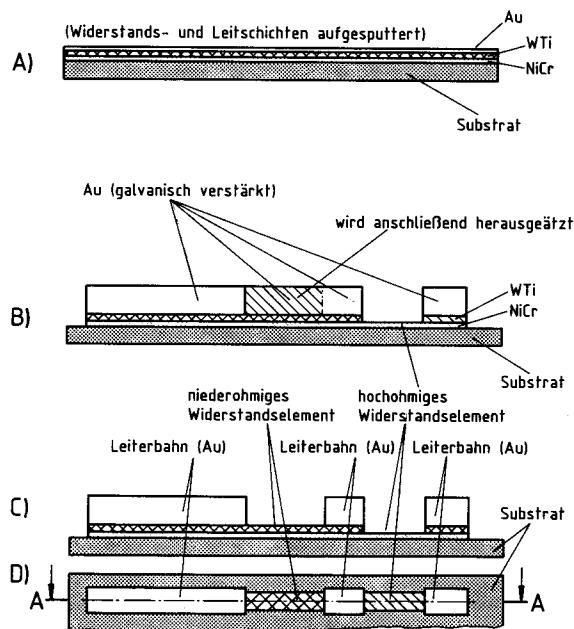 (Widerstands- und Leitschichten aufgesputtert)
Au
WTi
NiCr
A)
Substrat
Au (galvanisch verstärkt)
wird anschließend herausgeätzt
B)
WTi
NiCr
Substrat
niederohmiges
Widerstandselement
hochohmiges
Widerstandselement
Leiterbahn (Au)
Leiterbahn (Au)
Leiterbahn (Au)
C)
Substrat
D)
A
A